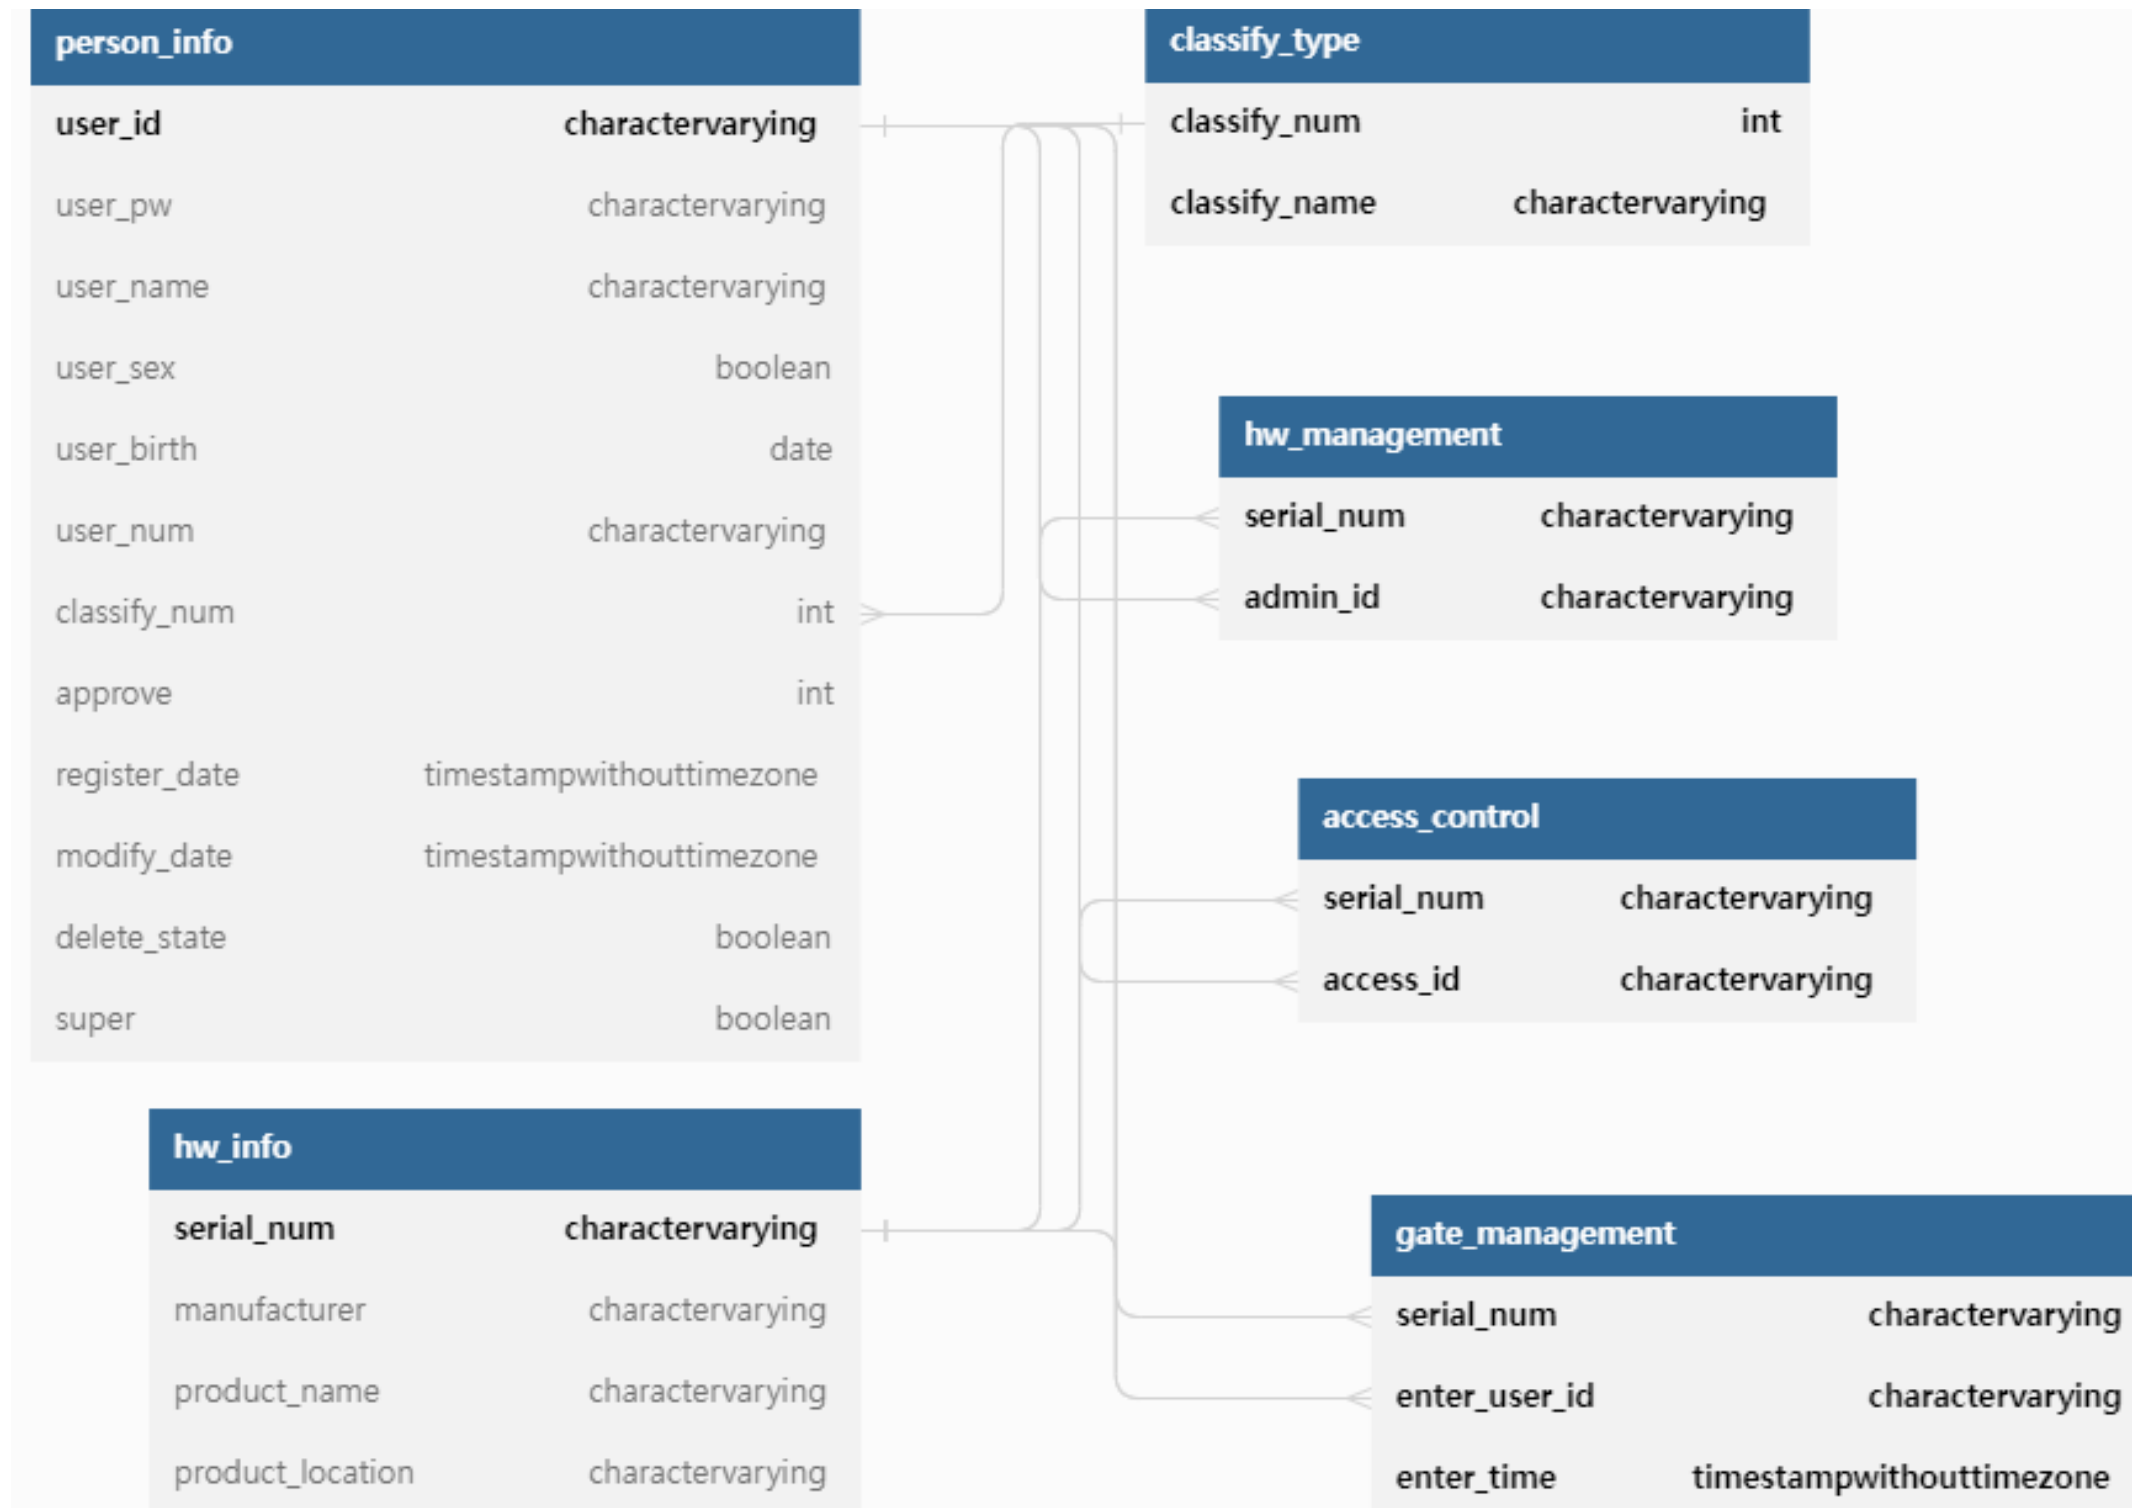 person_info
user_id charactervarying
user_pw charactervarying
user_name charactervarying
user_sex boolean
user_birth date
user_num charactervarying
classify_num int
approve int
register_date timestampwithouttimezone
modify_date timestampwithouttimezone
delete_state boolean
super boolean
hw_info
serial_num charactervarying
manufacturer charactervarying
product_name charactervarying
product_location charactervarying
classify_type
classify_num int
classify_name charactervarying
hw_management
serial_num charactervarying
admin_id charactervarying
access_control
serial_num charactervarying
access_id charactervarying
gate_management
serial_num charactervarying
enter_user_id charactervarying
enter_time timestampwithouttimezone